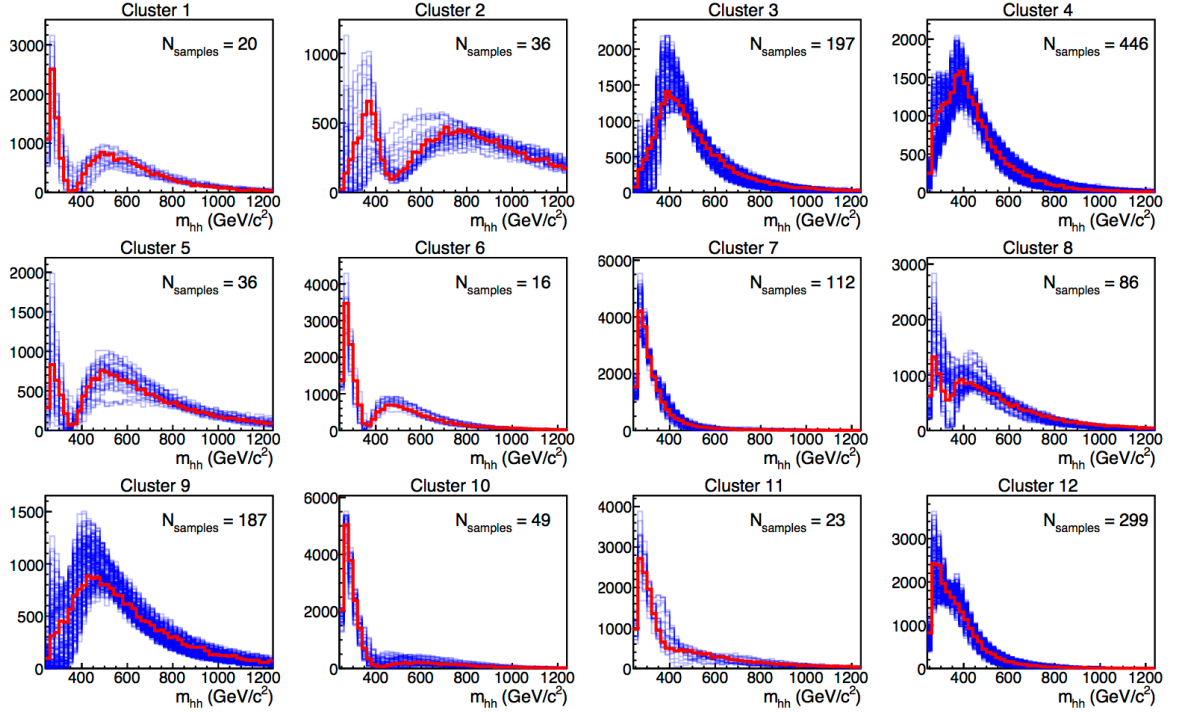 Cluster 1
N_samples = 20
3000
2000
1000
0
400 600 800 1000 1200
m_hh (GeV/c²)
Cluster 2
N_samples = 36
1000
500
0
400 600 800 1000 1200
m_hh (GeV/c²)
Cluster 3
N_samples = 197
2000
1500
1000
500
0
400 600 800 1000 1200
m_hh (GeV/c²)
Cluster 4
N_samples = 446
2000
1500
1000
500
0
400 600 800 1000 1200
m_hh (GeV/c²)
Cluster 5
N_samples = 36
2000
1500
1000
500
0
400 600 800 1000 1200
m_hh (GeV/c²)
Cluster 6
N_samples = 16
4000
3000
2000
1000
0
400 600 800 1000 1200
m_hh (GeV/c²)
Cluster 7
N_samples = 112
6000
4000
2000
0
400 600 800 1000 1200
m_hh (GeV/c²)
Cluster 8
N_samples = 86
3000
2000
1000
0
400 600 800 1000 1200
m_hh (GeV/c²)
Cluster 9
N_samples = 187
1500
1000
500
0
400 600 800 1000 1200
m_hh (GeV/c²)
Cluster 10
N_samples = 49
6000
4000
2000
0
400 600 800 1000 1200
m_hh (GeV/c²)
Cluster 11
N_samples = 23
4000
3000
2000
1000
0
400 600 800 1000 1200
m_hh (GeV/c²)
Cluster 12
N_samples = 299
3000
2000
1000
0
400 600 800 1000 1200
m_hh (GeV/c²)